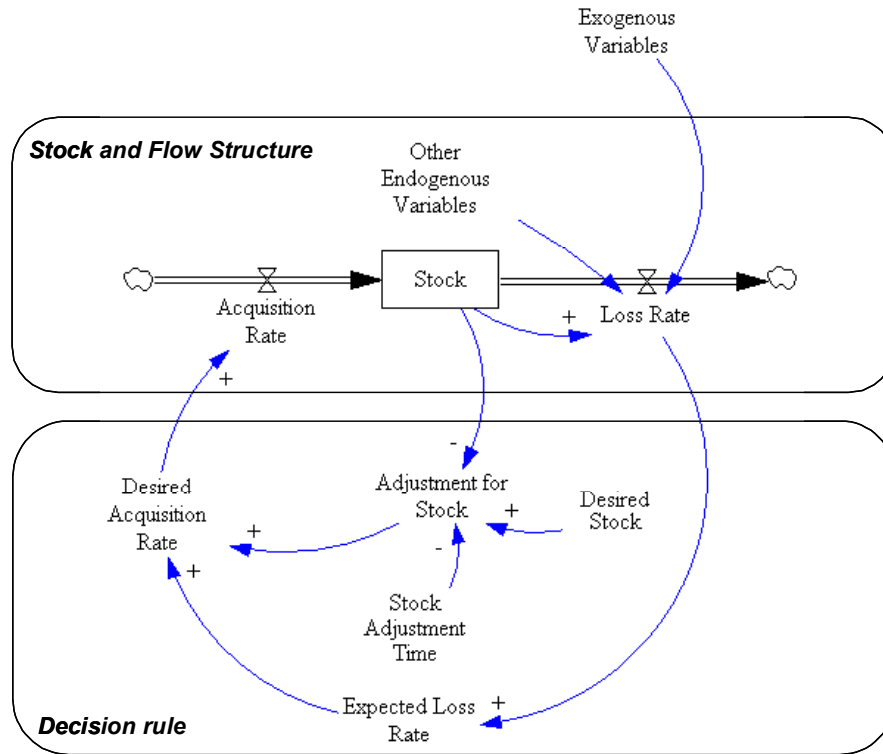 Exogenous
Variables
Stock and Flow Structure
Other
Endogenous
Variables
Stock
Acquisition
Rate
Loss Rate
+
+
-
Desired
Acquisition
Rate
Adjustment for
Stock
Desired
Stock
+
+
-
+
Stock
Adjustment
Time
Expected Loss
Rate
+
Decision rule